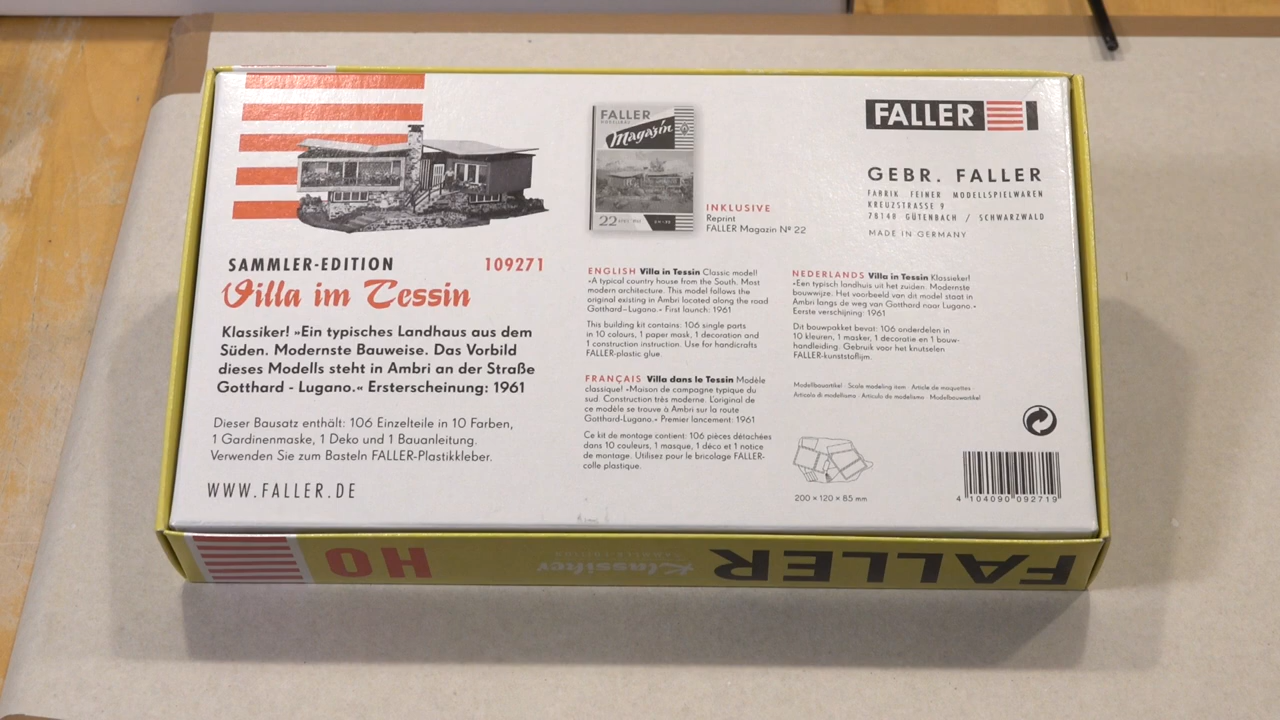 SAMMLER-EDITION 109271
Villa im Tessin
Klassiker! »Ein typisches Landhaus aus dem
Süden. Modernste Bauweise. Das Vorbild
dieses Modells steht in Ambri an der Straße
Gotthard - Lugano.« Ersterscheinung: 1961
Dieser Bausatz enthält: 106 Einzelteile in 10 Farben,
1 Gardinenmaske, 1 Deko und 1 Bauanleitung.
Verwenden Sie zum Basteln FALLER-Plastikkleber.
WWW.FALLER.DE
FALLER
Magazin
22
INKLUSIVE
Reprint
FALLER Magazin Nº 22
ENGLISH Villa in Tessin Classic model!
»A typical country house from the South. Most
modern architecture. This model follows the
original existing in Ambri located along the road
Gotthard–Lugano.« First launch: 1961
This building kit contains: 106 single parts
in 10 colours, 1 paper mask, 1 decoration and
1 construction instruction. Use for handicrafts
FALLER-plastic glue.
FRANÇAIS Villa dans le Tessin Modèle
classique! »Maison de campagne typique du
sud. Construction très moderne. L'original de
ce modèle se trouve à Ambri sur la route
Gotthard-Lugano.« Premier lancement: 1961
Ce kit de montage contient: 106 pièces détachées
dans 10 couleurs, 1 masque, 1 déco et 1 notice
de montage. Utilisez pour le bricolage FALLER-
colle plastique.
FALLER
GEBR. FALLER
FABRIK FEINER MODELLSPIELWAREN
KREUZSTRASSE 9
78148 GÜTENBACH / SCHWARZWALD
MADE IN GERMANY
NEDERLANDS Villa in Tessin Klassieker!
»Een typisch landhuis uit het zuiden. Modernste
bouwwijze. Het voorbeeld van dit model staat in
Ambri langs de weg van Gotthard naar Lugano.«
Eerste verschijning: 1961
Dit bouwpakket bevat: 106 onderdelen in
10 kleuren, 1 masker, 1 decoratie en 1 bouw-
handleiding. Gebruik voor het knutselen
FALLER-kunststoflijm.
Modellbauartikel · Scale modeling item · Article de maquettes ·
Articolo di modellismo · Artículo de modelismo · Modelbouwartikel
200 × 120 × 85 mm
4 104090 092719
FALLER
Klassiker
H0